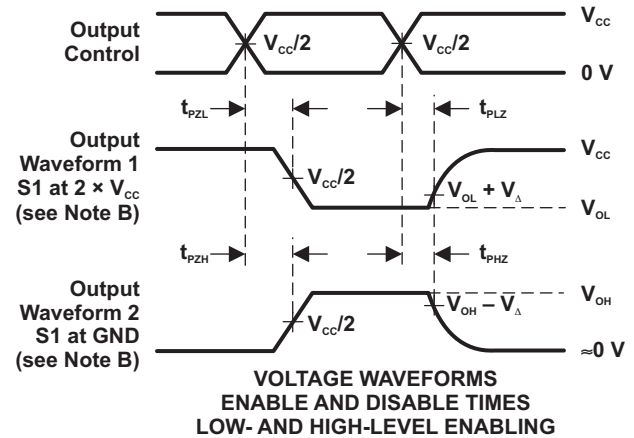 Output
Control
V_CC/2
V_CC/2
V_CC
0 V
t_PZL
t_PLZ
Output
Waveform 1
S1 at 2 × V_CC
(see Note B)
V_CC/2
V_OL + V_Δ
V_CC
V_OL
t_PZH
t_PHZ
Output
Waveform 2
S1 at GND
(see Note B)
V_CC/2
V_OH – V_Δ
V_OH
≈0 V
VOLTAGE WAVEFORMS
ENABLE AND DISABLE TIMES
LOW- AND HIGH-LEVEL ENABLING